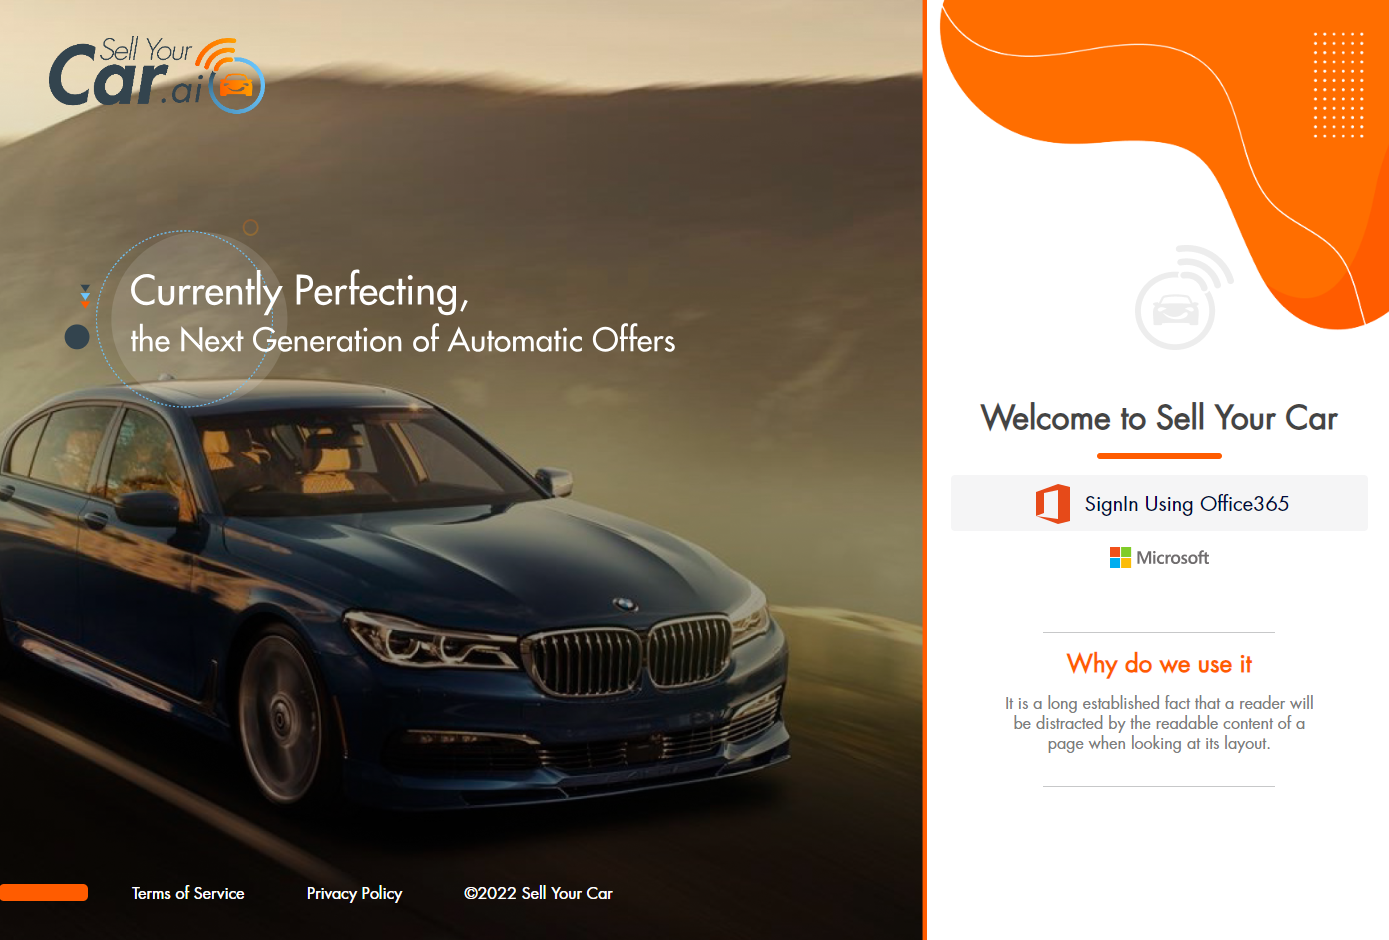 Sell Your
Car.ai
Currently Perfecting,
the Next Generation of Automatic Offers
Terms of Service
Privacy Policy
©2022 Sell Your Car
Welcome to Sell Your Car
SignIn Using Office365
Microsoft
Why do we use it
It is a long established fact that a reader will
be distracted by the readable content of a
page when looking at its layout.